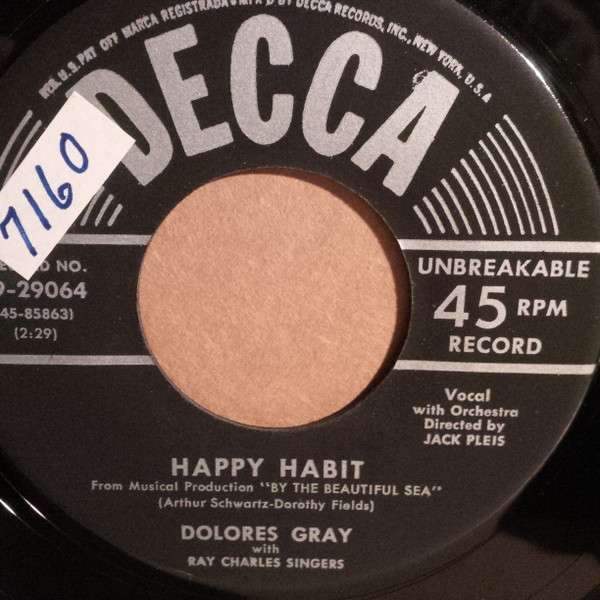 REG. U.S. PAT. OFF. MARCA REGISTRADA MF'D BY DECCA RECORDS, INC., NEW YORK, U.S.A
DECCA
7160
NO.
9-29064
45-85863)
(2:29)
UNBREAKABLE
45 RPM
RECORD
Vocal
with Orchestra
Directed by
JACK PLEIS
HAPPY HABIT
From Musical Production "BY THE BEAUTIFUL SEA"
(Arthur Schwartz-Dorothy Fields)
DOLORES GRAY
with
RAY CHARLES SINGERS